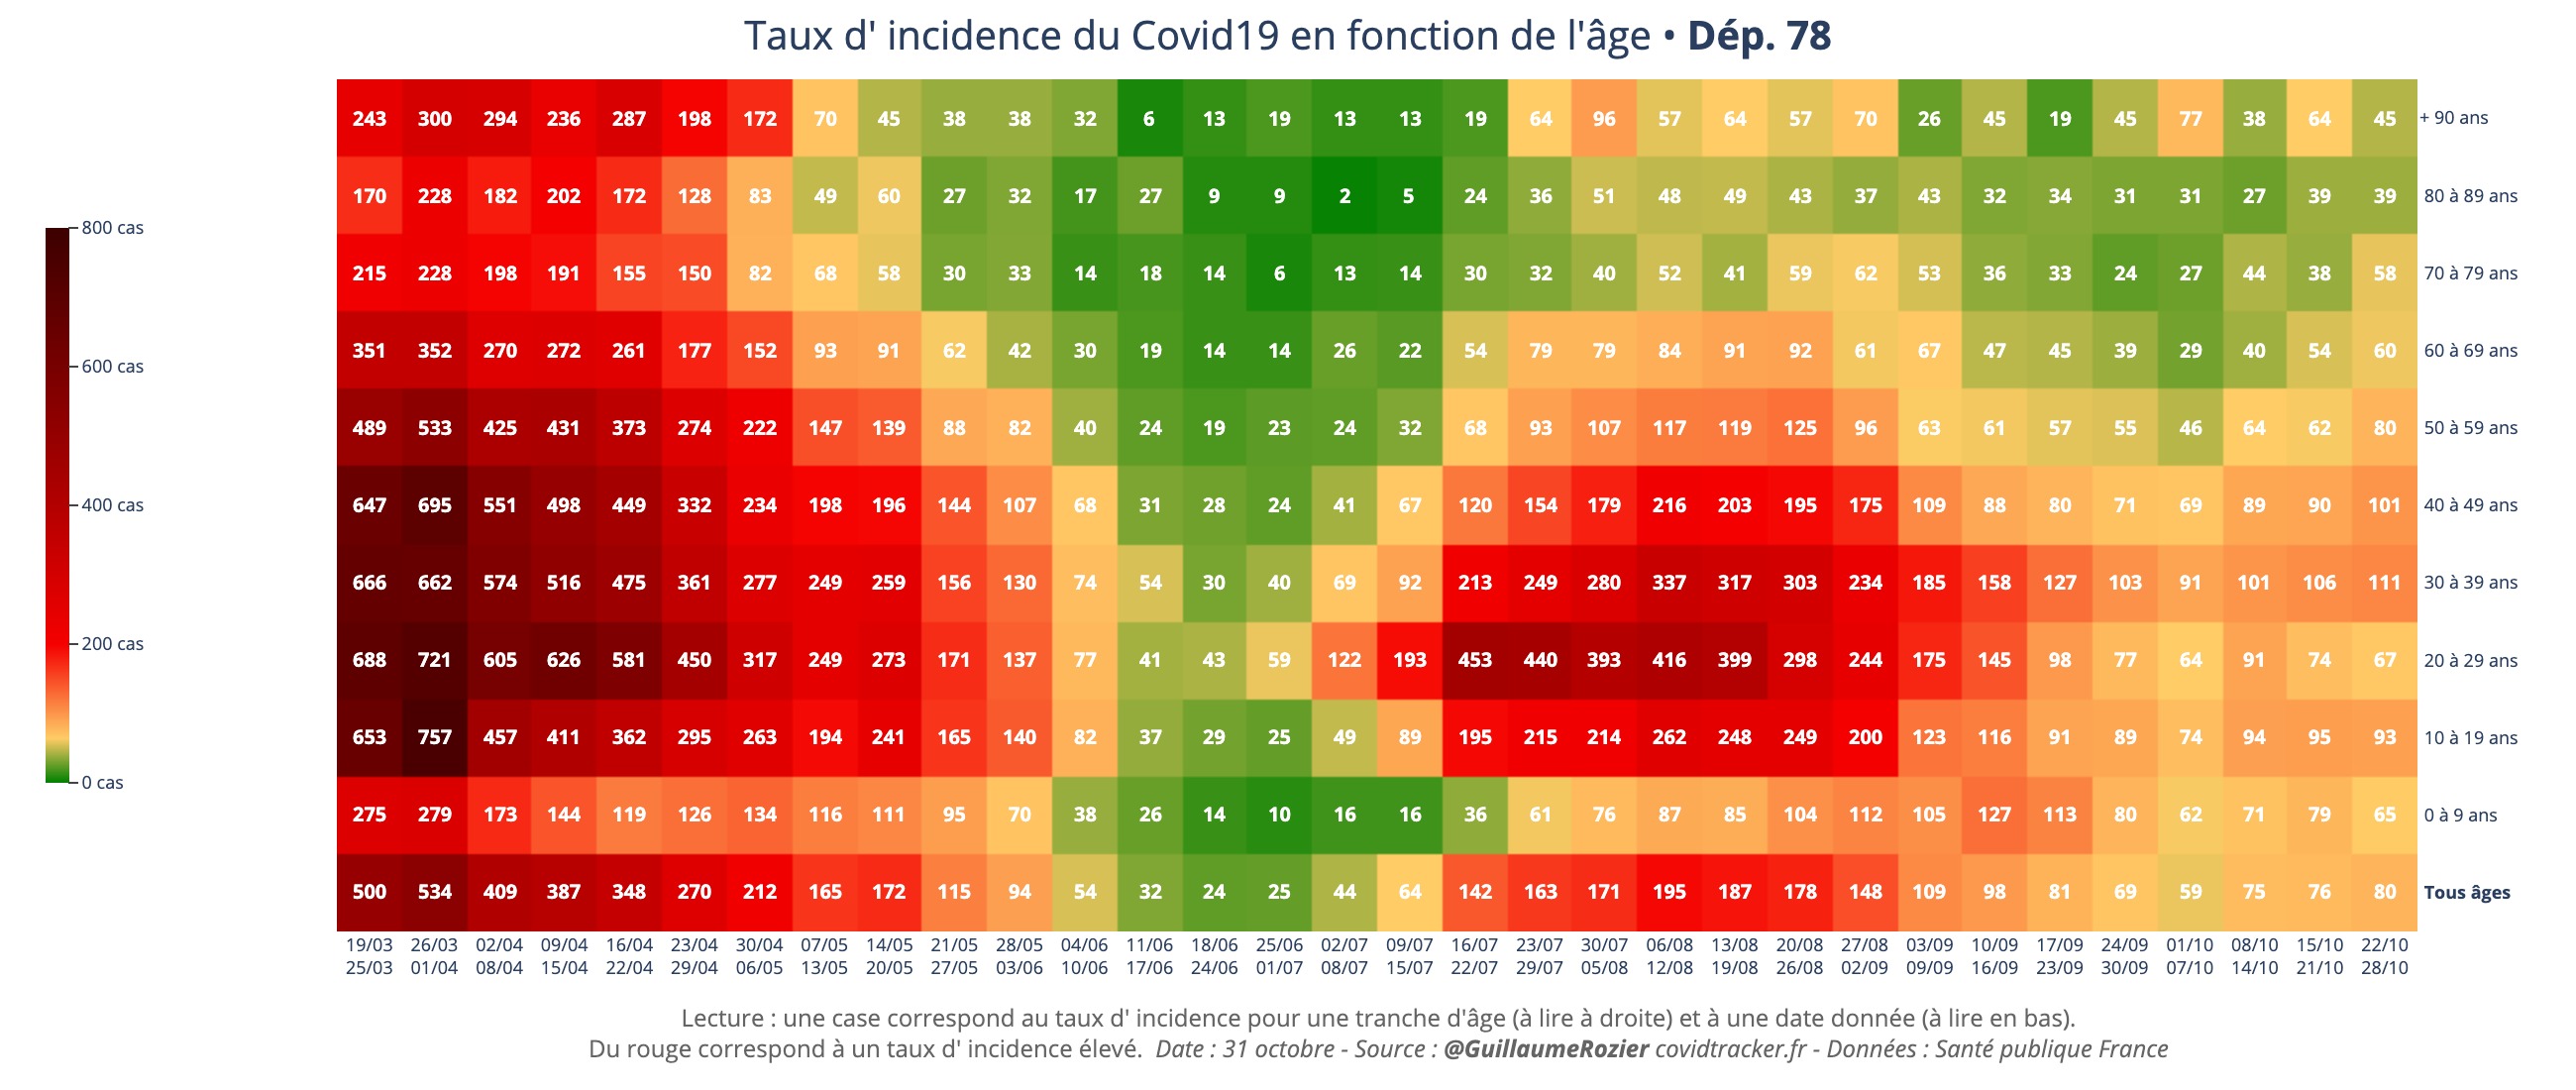 Taux d' incidence du Covid19 en fonction de l'âge • Dép. 78
800 cas
600 cas
400 cas
200 cas
0 cas
243 300 294 236 287 198 172 70 45 38 38 32 6 13 19 13 13 19 64 96 57 64 57 70 26 45 19 45 77 38 64 45 + 90 ans
170 228 182 202 172 128 83 49 60 27 32 17 27 9 9 2 5 24 36 51 48 49 43 37 43 32 34 31 31 27 39 39 80 à 89 ans
215 228 198 191 155 150 82 68 58 30 33 14 18 14 6 13 14 30 32 40 52 41 59 62 53 36 33 24 27 44 38 58 70 à 79 ans
351 352 270 272 261 177 152 93 91 62 42 30 19 14 14 26 22 54 79 79 84 91 92 61 67 47 45 39 29 40 54 60 60 à 69 ans
489 533 425 431 373 274 222 147 139 88 82 40 24 19 23 24 32 68 93 107 117 119 125 96 63 61 57 55 46 64 62 80 50 à 59 ans
647 695 551 498 449 332 234 198 196 144 107 68 31 28 24 41 67 120 154 179 216 203 195 175 109 88 80 71 69 89 90 101 40 à 49 ans
666 662 574 516 475 361 277 249 259 156 130 74 54 30 40 69 92 213 249 280 337 317 303 234 185 158 127 103 91 101 106 111 30 à 39 ans
688 721 605 626 581 450 317 249 273 171 137 77 41 43 59 122 193 453 440 393 416 399 298 244 175 145 98 77 64 91 74 67 20 à 29 ans
653 757 457 411 362 295 263 194 241 165 140 82 37 29 25 49 89 195 215 214 262 248 249 200 123 116 91 89 74 94 95 93 10 à 19 ans
275 279 173 144 119 126 134 116 111 95 70 38 26 14 10 16 16 36 61 76 87 85 104 112 105 127 113 80 62 71 79 65 0 à 9 ans
500 534 409 387 348 270 212 165 172 115 94 54 32 24 25 44 64 142 163 171 195 187 178 148 109 98 81 69 59 75 76 80 Tous âges
19/03 26/03 02/04 09/04 16/04 23/04 30/04 07/05 14/05 21/05 28/05 04/06 11/06 18/06 25/06 02/07 09/07 16/07 23/07 30/07 06/08 13/08 20/08 27/08 03/09 10/09 17/09 24/09 01/10 08/10 15/10 22/10
25/03 01/04 08/04 15/04 22/04 29/04 06/05 13/05 20/05 27/05 03/06 10/06 17/06 24/06 01/07 08/07 15/07 22/07 29/07 05/08 12/08 19/08 26/08 02/09 09/09 16/09 23/09 30/09 07/10 14/10 21/10 28/10
Lecture : une case correspond au taux d' incidence pour une tranche d'âge (à lire à droite) et à une date donnée (à lire en bas).
Du rouge correspond à un taux d' incidence élevé. Date : 31 octobre - Source : @GuillaumeRozier covidtracker.fr - Données : Santé publique France